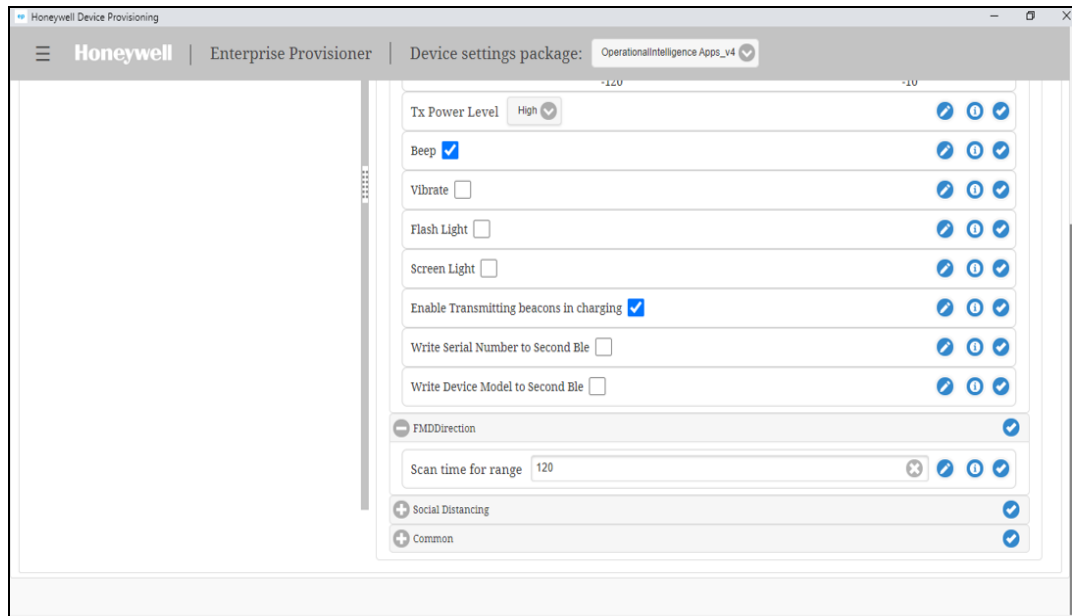 ep Honeywell Device Provisioning
Honeywell | Enterprise Provisioner | Device settings package: OperationalIntelligence Apps_v4
-120 -10
Tx Power Level High
Beep
Vibrate
Flash Light
Screen Light
Enable Transmitting beacons in charging
Write Serial Number to Second Ble
Write Device Model to Second Ble
FMDDirection
Scan time for range 120
Social Distancing
Common